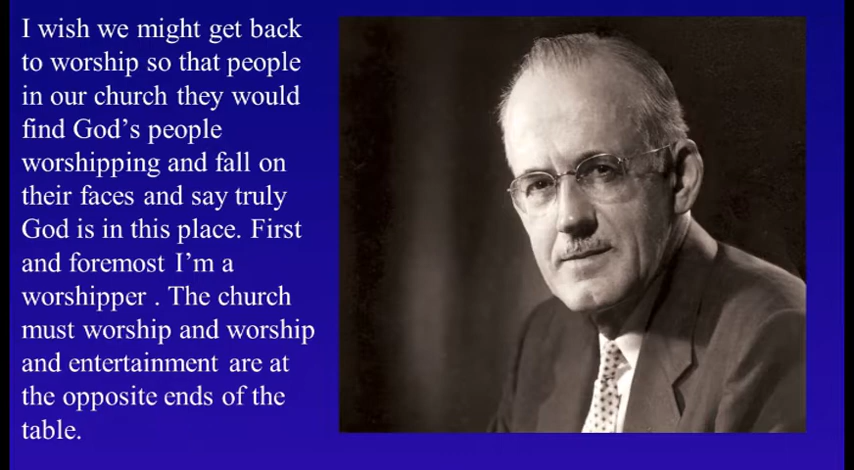 I wish we might get back
to worship so that people
in our church they would
find God’s people
worshipping and fall on
their faces and say truly
God is in this place. First
and foremost I’m a
worshipper . The church
must worship and worship
and entertainment are at
the opposite ends of the
table.